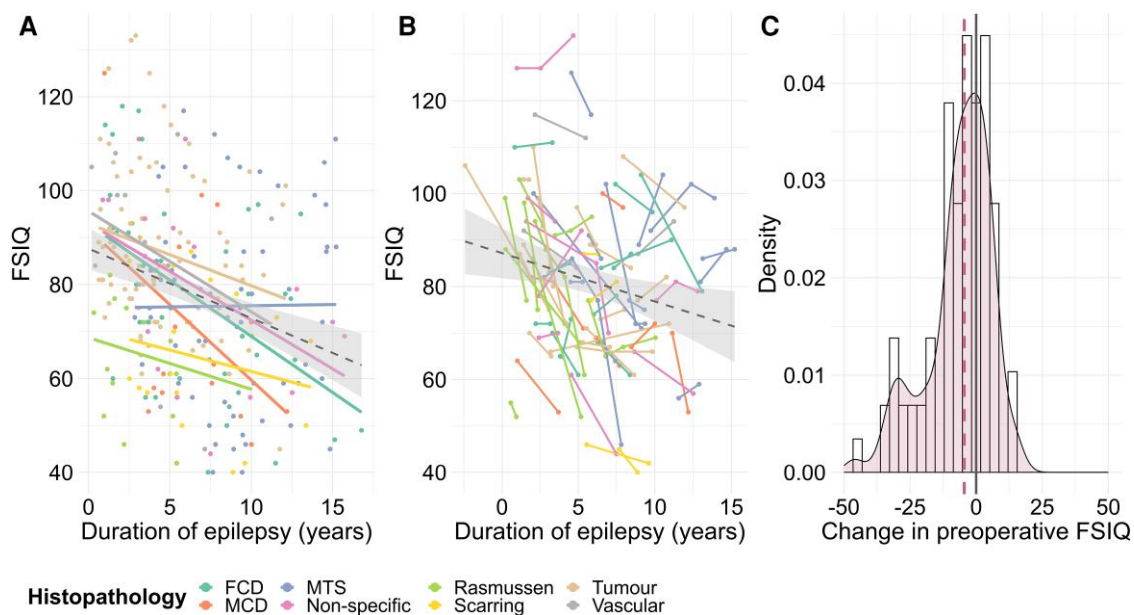 A
FSIQ
120
100
80
60
40
0 5 10 15
Duration of epilepsy (years)
B
FSIQ
120
100
80
60
40
0 5 10 15
Duration of epilepsy (years)
C
Density
0.04
0.03
0.02
0.01
0.00
-50 -25 0 25 50
Change in preoperative FSIQ
Histopathology
FCD MTS Rasmussen Tumour
MCD Non-specific Scarring Vascular